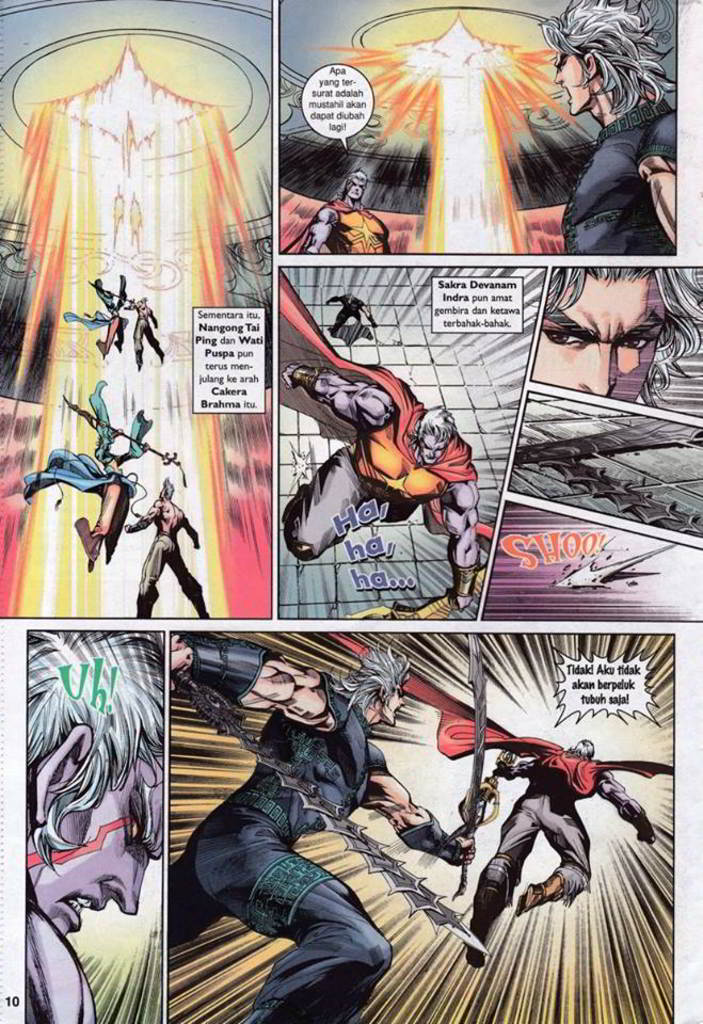 Sementara itu,
Nangong Tai
Ping dan Wati
Puspa pun
terus men-
julang ke arah
Cakera
Brahma itu.
Apa
yang ter-
surat adalah
mustahil akan
dapat diubah
lagi!
Sakra Devanam
Indra pun amat
gembira dan ketawa
terbahak-bahak.
Ha,
ha,
ha...
SHOO!
Uh!
Tidak! Aku tidak
akan berpeluk
tubuh saja!
10